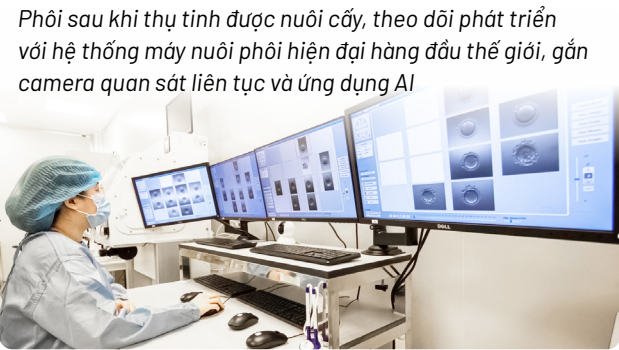 Phôi sau khi thụ tinh được nuôi cấy, theo dõi phát triển
với hệ thống máy nuôi phôi hiện đại hàng đầu thế giới, gắn
camera quan sát liên tục và ứng dụng AI
DELL